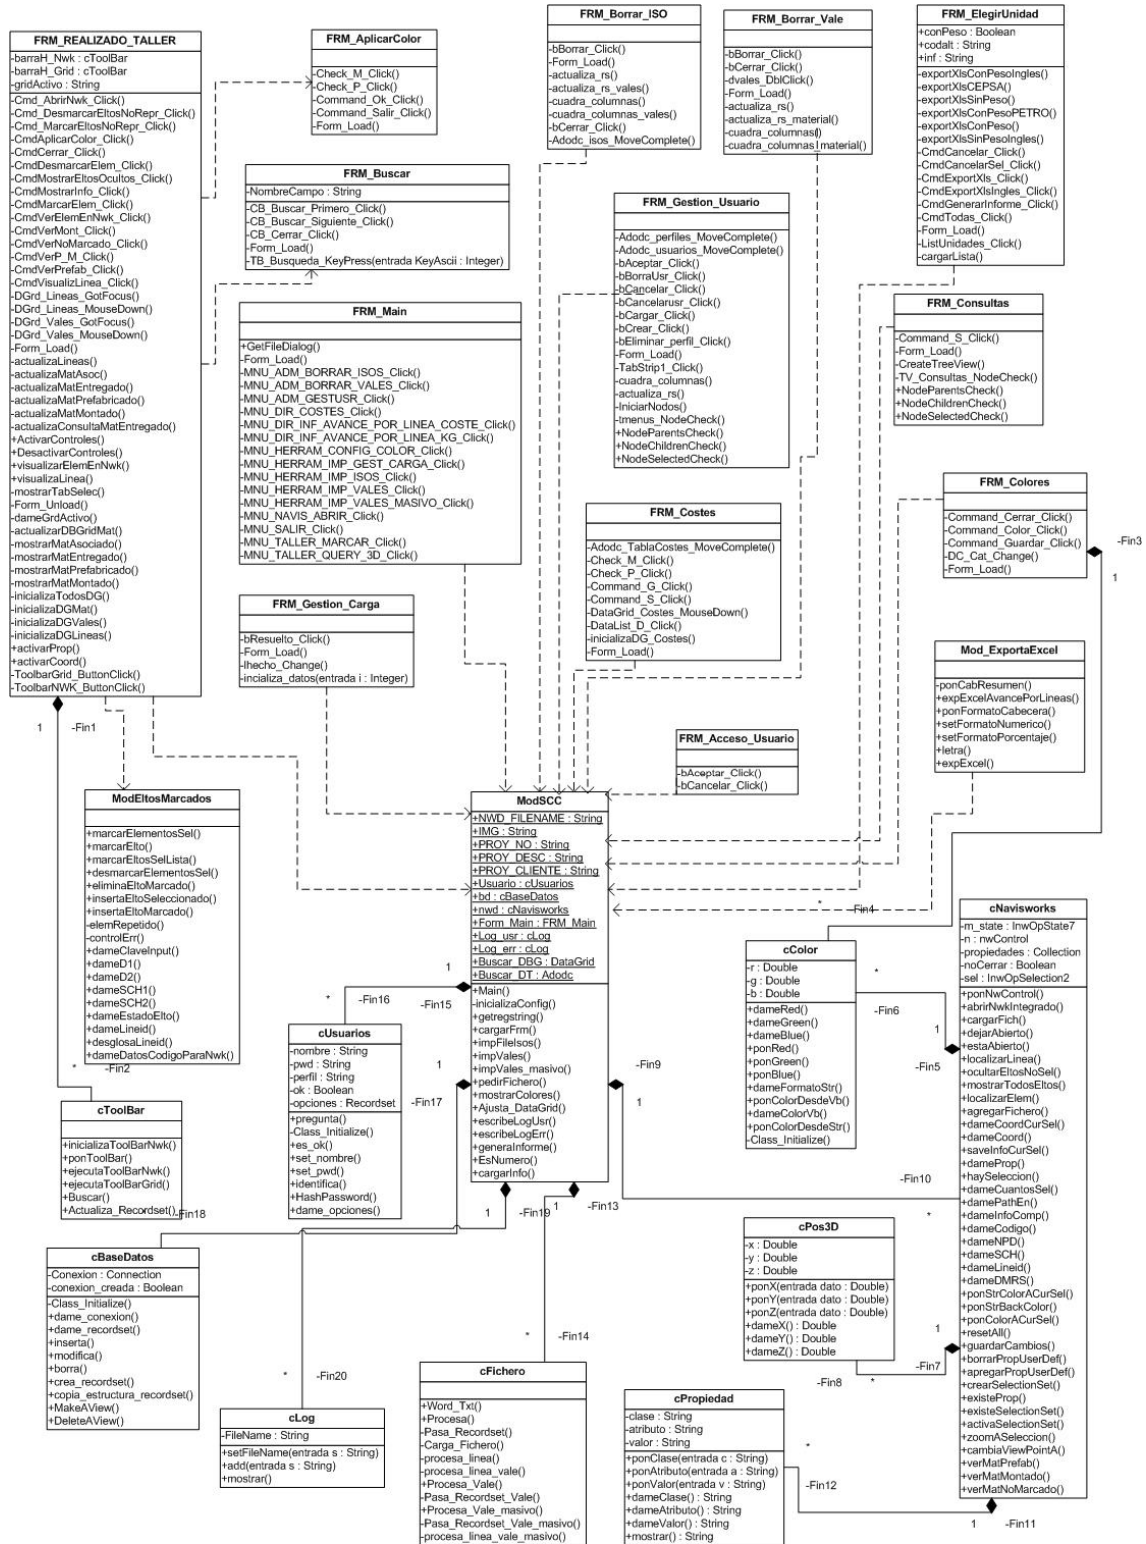 FRM_REALIZADO_TALLER
-barraH_Nwk : cToolBar
-barraH_Grid : cToolBar
-gridActivo : String
-Cmd_AbrirNwk_Click()
-Cmd_DesmarcarEltosNoRepr_Click()
-Cmd_MarcarEltosNoRepr_Click()
-CmdAplicarColor_Click()
-CmdCerrar_Click()
-CmdDesmarcarElem_Click()
-CmdMostrarEltosOcultos_Click()
-CmdMostrarInfo_Click()
-CmdMarcarElem_Click()
-CmdVerElemEnNwk_Click()
-CmdVerMont_Click()
-CmdVerNoMarcado_Click()
-CmdVerP_M_Click()
-CmdVerPrefab_Click()
-CmdVisualizLinea_Click()
-DGrd_Lineas_GotFocus()
-DGrd_Lineas_MouseDown()
-DGrd_Vales_GotFocus()
-DGrd_Vales_MouseDown()
-Form_Load()
-actualizaLineas()
-actualizaMatAsoc()
-actualizaMatEntregado()
-actualizaMatPrefabricado()
-actualizaMatMontado()
-actualizaConsultaMatEntregado()
+ActivarControles()
+DesactivarControles()
+visualizarElemEnNwk()
+visualizaLinea()
-mostrarTabSelec()
-Form_Unload()
-dameGrdActivo()
-actualizarDBGridMat()
-mostrarMatAsociado()
-mostrarMatEntregado()
-mostrarMatPrefabricado()
-mostrarMatMontado()
-inicializaTodosDG()
-inicializaDGMat()
-inicializaDGVales()
-inicializaDGLineas()
+activarProp()
+activarCoord()
-ToolbarGrid_ButtonClick()
-ToolbarNWK_ButtonClick()
FRM_AplicarColor
-Check_M_Click()
-Check_P_Click()
-Command_Ok_Click()
-Command_Salir_Click()
-Form_Load()
FRM_Buscar
-NombreCampo : String
-CB_Buscar_Primero_Click()
-CB_Buscar_Siguiente_Click()
-CB_Cerrar_Click()
-Form_Load()
-TB_Busqueda_KeyPress(entrada KeyAscii : Integer)
FRM_Main
+GetFileDialog()
-Form_Load()
-MNU_ADM_BORRAR_ISOS_Click()
-MNU_ADM_BORRAR_VALES_Click()
-MNU_ADM_GESTUSR_Click()
-MNU_DIR_COSTES_Click()
-MNU_DIR_INF_AVANCE_POR_LINEA_COSTE_Click()
-MNU_DIR_INF_AVANCE_POR_LINEA_KG_Click()
-MNU_HERRAM_CONFIG_COLOR_Click()
-MNU_HERRAM_IMP_GEST_CARGA_Click()
-MNU_HERRAM_IMP_ISOS_Click()
-MNU_HERRAM_IMP_VALES_Click()
-MNU_HERRAM_IMP_VALES_MASIVO_Click()
-MNU_NAVIS_ABRIR_Click()
-MNU_SALIR_Click()
-MNU_TALLER_MARCAR_Click()
-MNU_TALLER_QUERY_3D_Click()
FRM_Gestion_Carga
-bResuelto_Click()
-Form_Load()
-lhecho_Change()
-incializa_datos(entrada i : Integer)
FRM_Borrar_ISO
-bBorrar_Click()
-Form_Load()
-actualiza_rs()
-actualiza_rs_vales()
-cuadra_columnas()
-cuadra_columnas_vales()
-bCerrar_Click()
-Adodc_isos_MoveComplete()
FRM_Borrar_Vale
-bBorrar_Click()
-bCerrar_Click()
-dvales_DblClick()
-Form_Load()
-actualiza_rs()
-actualiza_rs_material()
-cuadra_columnas()
-cuadra_columnas_material()
FRM_ElegirUnidad
+conPeso : Boolean
+codalt : String
+inf : String
-exportXlsConPesoIngles()
-exportXlsCEPSA()
-exportXlsSinPeso()
-exportXlsConPesoPETRO()
-exportXlsConPeso()
-exportXlsSinPesoIngles()
-CmdCancelar_Click()
-CmdCancelarSel_Click()
-CmdExportXls_Click()
-CmdExportXlsIngles_Click()
-CmdGenerarInforme_Click()
-CmdTodas_Click()
-Form_Load()
-ListUnidades_Click()
-cargarLista()
FRM_Gestion_Usuario
-Adodc_perfiles_MoveComplete()
-Adodc_usuarios_MoveComplete()
-bAceptar_Click()
-bBorraUsr_Click()
-bCancelar_Click()
-bCancelarusr_Click()
-bCargar_Click()
-bCrear_Click()
-bEliminar_perfil_Click()
-Form_Load()
-TabStrip1_Click()
-cuadra_columnas()
-actualiza_rs()
-IniciarNodos()
-tmenus_NodeCheck()
+NodeParentsCheck()
+NodeChildrenCheck()
+NodeSelectedCheck()
FRM_Consultas
-Command_S_Click()
-Form_Load()
-CreateTreeView()
-TV_Consultas_NodeCheck()
+NodeParentsCheck()
+NodeChildrenCheck()
+NodeSelectedCheck()
FRM_Colores
-Command_Cerrar_Click()
-Command_Color_Click()
-Command_Guardar_Click()
-DC_Cat_Change()
-Form_Load()
-Fin3
1
FRM_Costes
-Adodc_TablaCostes_MoveComplete()
-Check_M_Click()
-Check_P_Click()
-Command_G_Click()
-Command_S_Click()
-DataGrid_Costes_MouseDown()
-DataList_D_Click()
-inicializaDG_Costes()
-Form_Load()
Mod_ExportaExcel
-ponCabResumen()
+expExcelAvancePorLineas()
+ponFormatoCabecera()
+setFormatoNumerico()
+setFormatoPorcentaje()
+letra()
+expExcel()
FRM_Acceso_Usuario
-bAceptar_Click()
-bCancelar_Click()
1
-Fin1
ModEltosMarcados
+marcarElementosSel()
+marcarElto()
+marcarEltosSelLista()
+desmarcarElementosSel()
+eliminaEltoMarcado()
+insertaEltoSeleccionado()
+insertaEltoMarcado()
-elemRepetido()
-controlErr()
+dameClaveInput()
+dameD1()
+dameD2()
+dameSCH1()
+dameSCH2()
+dameEstadoElto()
+dameLineid()
+desglosaLineid()
+dameDatosCodigoParaNwk()
-Fin2
*
cToolBar
+inicializaToolBarNwk()
+ponToolBar()
+ejecutaToolBarNwk()
+ejecutaToolBarGrid()
+Buscar()
+Actualiza_Recordset()
-Fin18
*
ModSCC
+NWD_FILENAME : String
+IMG : String
+PROY_NO : String
+PROY_DESC : String
+PROY_CLIENTE : String
+Usuario : cUsuarios
+bd : cBaseDatos
+nwd : cNavisworks
+Form_Main : FRM_Main
+Log_usr : cLog
+Log_err : cLog
+Buscar_DBG : DataGrid
+Buscar_DT : Adodc
+Main()
-inicializaConfig()
+getregstring()
+cargarFrm()
+impFileIsos()
+impVales()
+impVales_masivo()
+pedirFichero()
+mostrarColores()
+Ajusta_DataGrid()
+escribeLogUsr()
+escribeLogErr()
+generaInforme()
+EsNumero()
+cargarInfo()
1
-Fin15
-Fin16
*
1
-Fin17
-Fin9
1
cUsuarios
-nombre : String
-pwd : String
-perfil : String
-ok : Boolean
-opciones : Recordset
+pregunta()
-Class_Initialize()
+es_ok()
+set_nombre()
+set_pwd()
+identifica()
+HashPassword()
+dame_opciones()
1
-Fin19
1
-Fin13
cBaseDatos
-Conexion : Connection
-conexion_creada : Boolean
-Class_Initialize()
+dame_conexion()
+dame_recordset()
+inserta()
+modifica()
+borra()
+crea_recordset()
+copia_estructura_recordset()
+MakeAView()
+DeleteAView()
*
-Fin20
cLog
-FileName : String
+setFileName(entrada s : String)
+add(entrada s : String)
+mostrar()
*
-Fin14
cFichero
+Word_Txt()
+Procesa()
-Pasa_Recordset()
-Carga_Fichero()
-procesa_linea()
-procesa_linea_vale()
+Procesa_Vale()
-Pasa_Recordset_Vale()
+Procesa_Vale_masivo()
-Pasa_Recordset_Vale_masivo()
-procesa_linea_vale_masivo()
*
-Fin4
cColor
-r : Double
-g : Double
-b : Double
+dameRed()
+dameGreen()
+dameBlue()
+ponRed()
+ponGreen()
+ponBlue()
+dameFormatoStr()
+ponColorDesdeVb()
+dameColorVb()
+ponColorDesdeStr()
-Class_Initialize()
*
-Fin6
1
-Fin5
-Fin10
*
cPos3D
-x : Double
-y : Double
-z : Double
+ponX(entrada dato : Double)
+ponY(entrada dato : Double)
+ponZ(entrada dato : Double)
+dameX() : Double
+dameY() : Double
+dameZ() : Double
1
-Fin7
-Fin8
*
cPropiedad
-clase : String
-atributo : String
-valor : String
+ponClase(entrada c : String)
+ponAtributo(entrada a : String)
+ponValor(entrada v : String)
+dameClase() : String
+dameAtributo() : String
+dameValor() : String
+mostrar() : String
*
-Fin12
1
-Fin11
cNavisworks
-m_state : InwOpState7
-n : nwControl
-propiedades : Collection
-noCerrar : Boolean
-sel : InwOpSelection2
+ponNwControl()
+abrirNwkIntegrado()
+cargarFich()
+dejarAbierto()
+estaAbierto()
+localizarLinea()
+ocultarEltosNoSel()
+mostrarTodosEltos()
+localizarElem()
+agregarFichero()
+dameCoordCurSel()
+dameCoord()
+saveInfoCurSel()
+dameProp()
+haySeleccion()
+dameCuantosSel()
+damePathEn()
+dameInfoComp()
+dameCodigo()
+dameNPD()
+dameSCH()
+dameLineid()
+dameDMRS()
+ponStrColorACurSel()
+ponStrBackColor()
+ponColorACurSel()
+resetAll()
+guardarCambios()
+borrarPropUserDef()
+apregarPropUserDef()
+crearSelectionSet()
+existeProp()
+existeSelectionSet()
+activaSelectionSet()
+zoomASeleccion()
+cambiaViewPointA()
+verMatPrefab()
+verMatMontado()
+verMatNoMarcado()